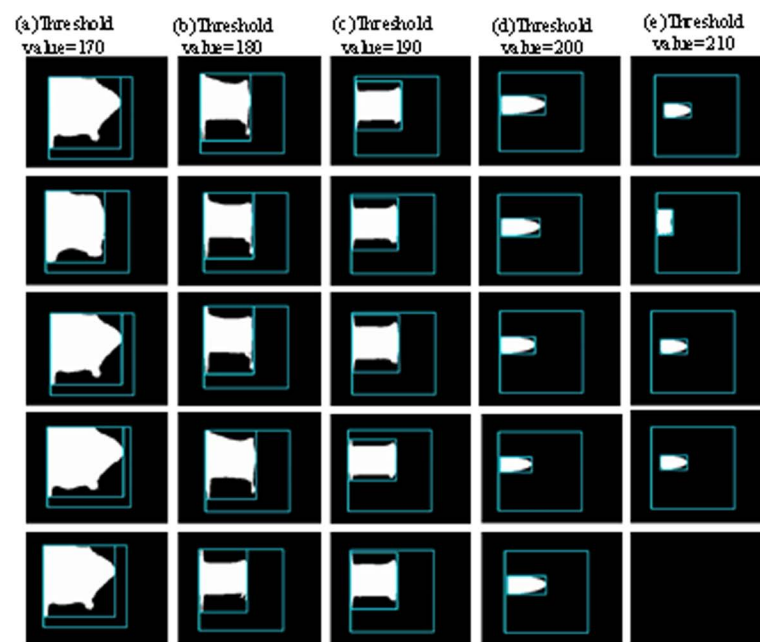 (a)Threshold
value=170
(b)Threshold
value=180
(c)Threshold
value=190
(d)Threshold
value=200
(e)Threshold
value=210